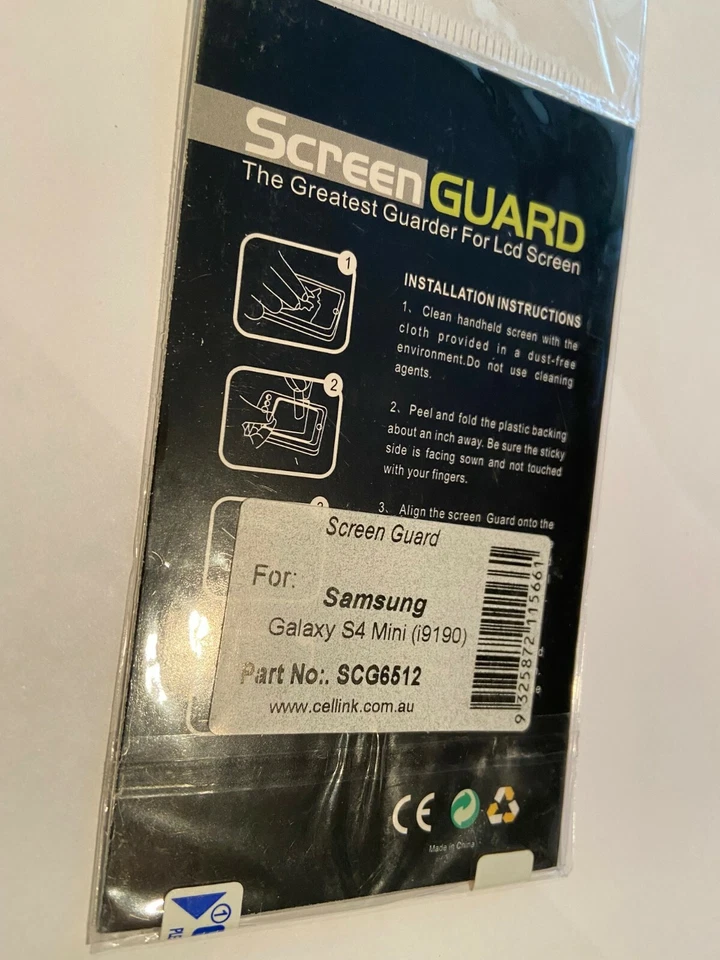 Screen GUARD
The Greatest Guarder For Lcd Screen
1
INSTALLATION INSTRUCTIONS
1、 Clean handheld screen with the
cloth provided in a dust-free
environment.Do not use cleaning
agents.
2
2、 Peel and fold the plastic backing
about an inch away. Be sure the sticky
side is facing sown and not touched
with your fingers.
3、 Align the screen Guard onto the
Screen Guard
For:
Samsung
Galaxy S4 Mini (i9190)
Part No:. SCG6512
www.cellink.com.au
9 325872 115661
CE
Made in China
1